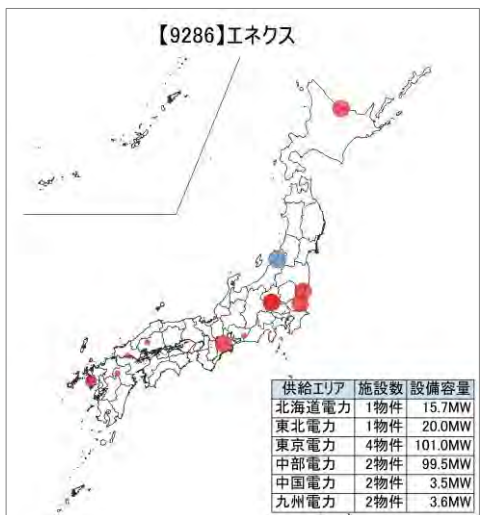 【9286】エネクス
供給エリア 施設数 設備容量
北海道電力 1物件 15.7MW
東北電力 1物件 20.0MW
東京電力 4物件 101.0MW
中部電力 2物件 99.5MW
中国電力 2物件 3.5MW
九州電力 2物件 3.6MW